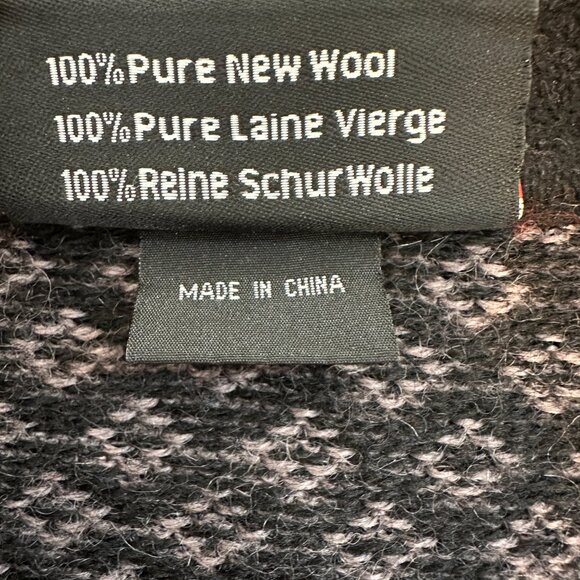 100% Pure New Wool
100% Pure Laine Vierge
100% Reine SchurWolle
MADE IN CHINA